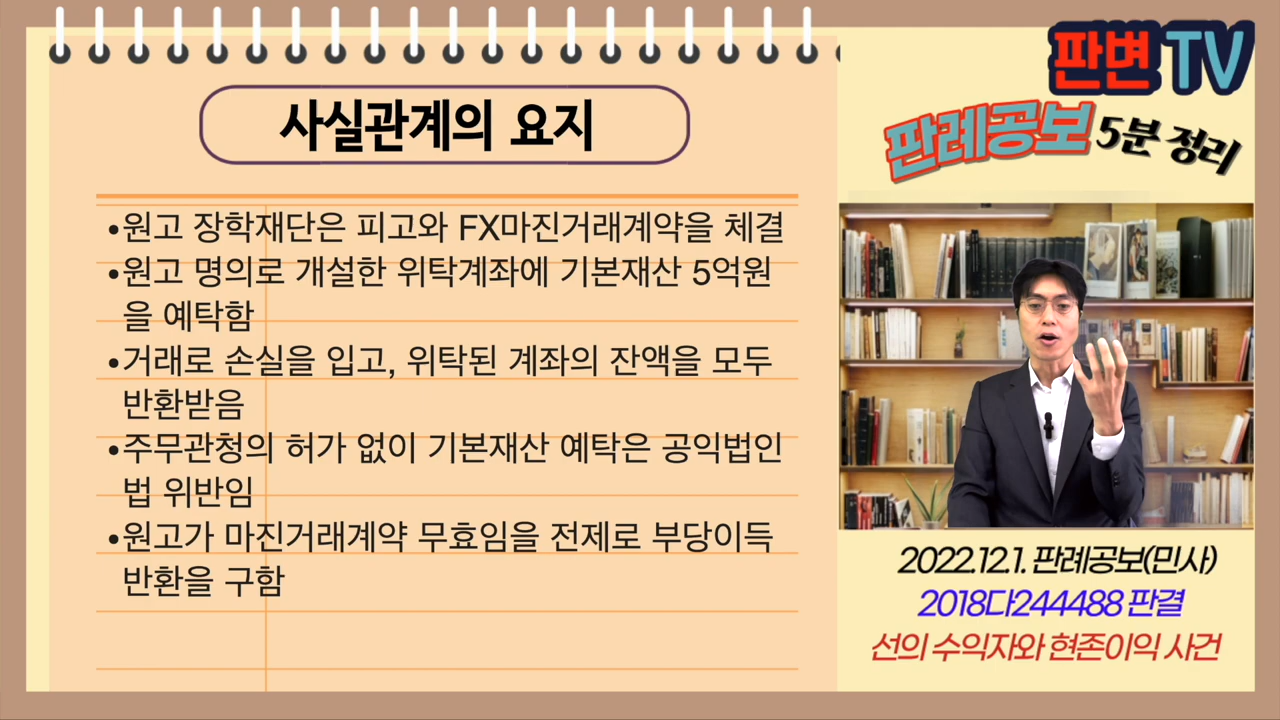 사실관계의 요지
•원고 장학재단은 피고와 FX마진거래계약을 체결
•원고 명의로 개설한 위탁계좌에 기본재산 5억원
을 예탁함
•거래로 손실을 입고, 위탁된 계좌의 잔액을 모두
반환받음
•주무관청의 허가 없이 기본재산 예탁은 공익법인
법 위반임
•원고가 마진거래계약 무효임을 전제로 부당이득
반환을 구함
판변 TV
판례공보 5분 정리
2022.12.1. 판례공보(민사)
2018다244488 판결
선의 수익자와 현존이익 사건